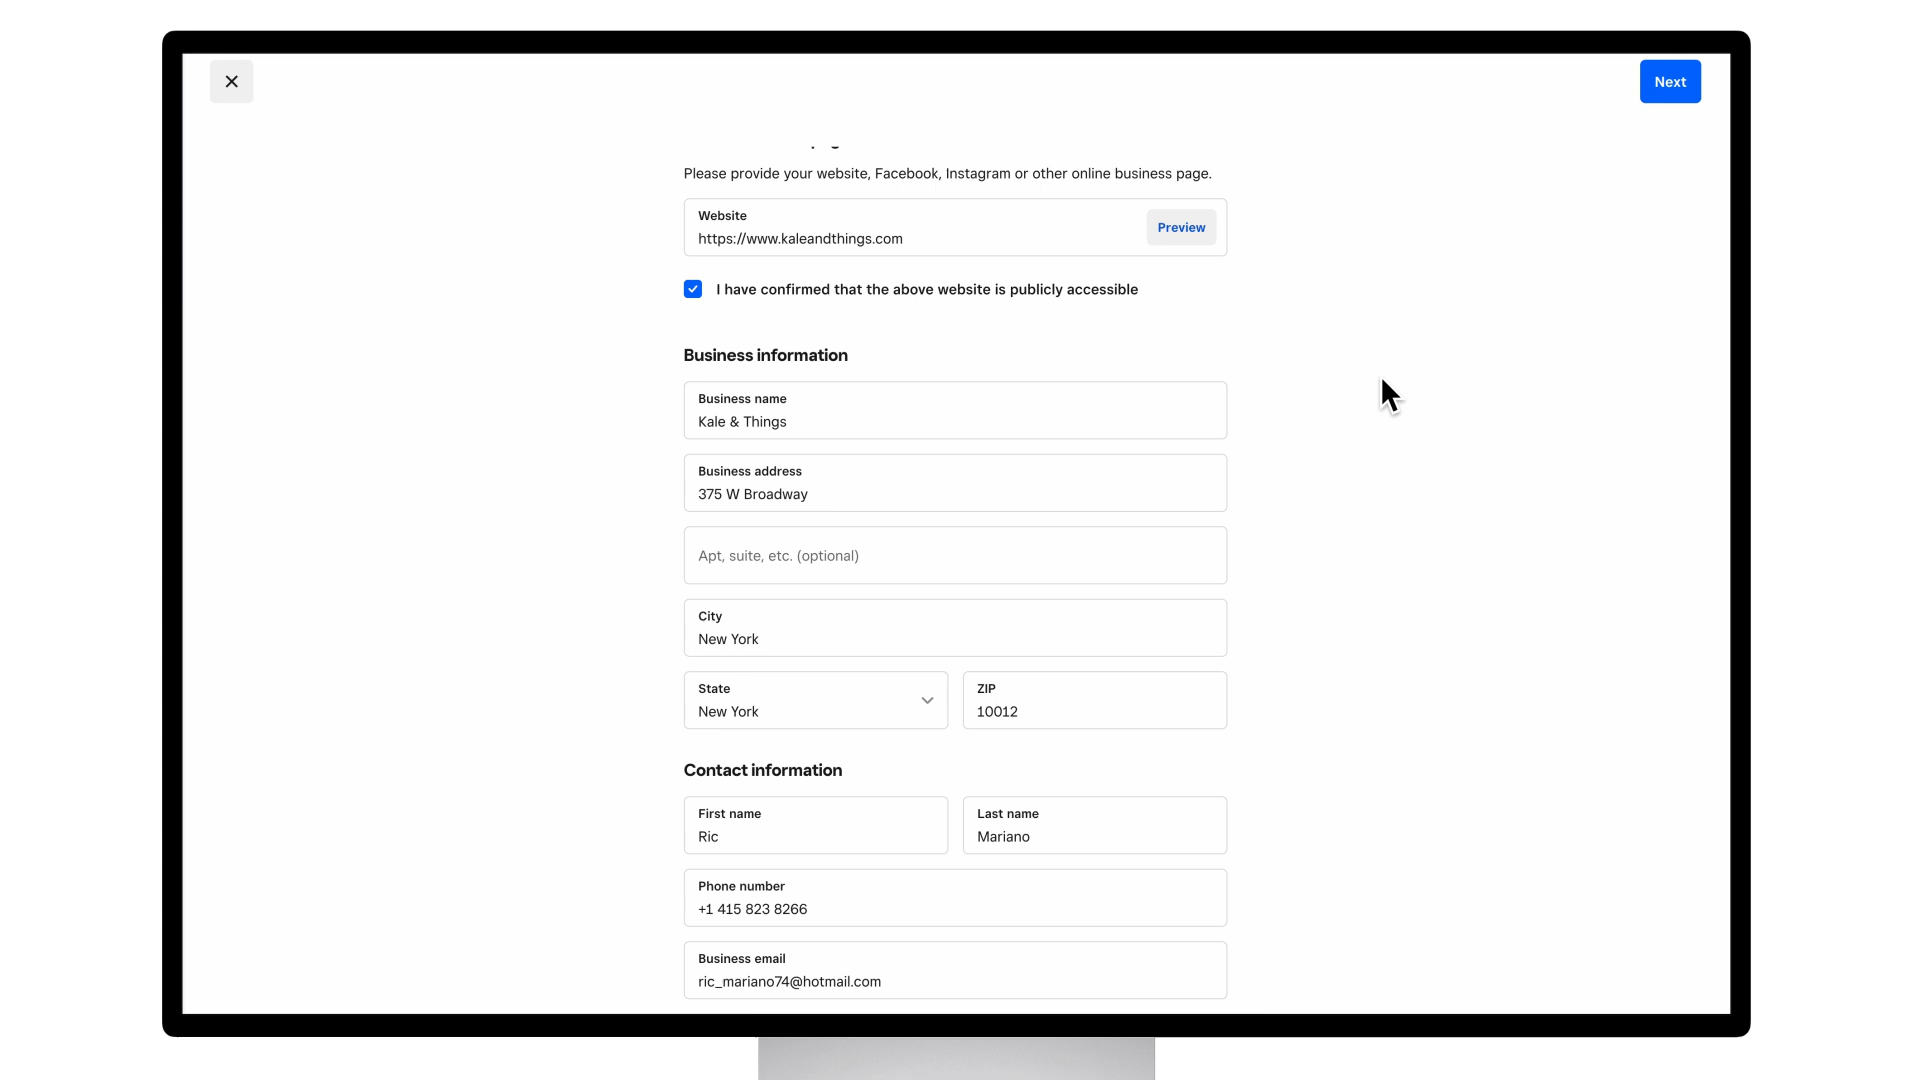 Next
Please provide your website, Facebook, Instagram or other online business page.
Website
https://www.kaleandthings.com
Preview
I have confirmed that the above website is publicly accessible
Business information
Business name
Kale & Things
Business address
375 W Broadway
Apt, suite, etc. (optional)
City
New York
State
New York
ZIP
10012
Contact information
First name
Ric
Last name
Mariano
Phone number
+1 415 823 8266
Business email
ric_mariano74@hotmail.com